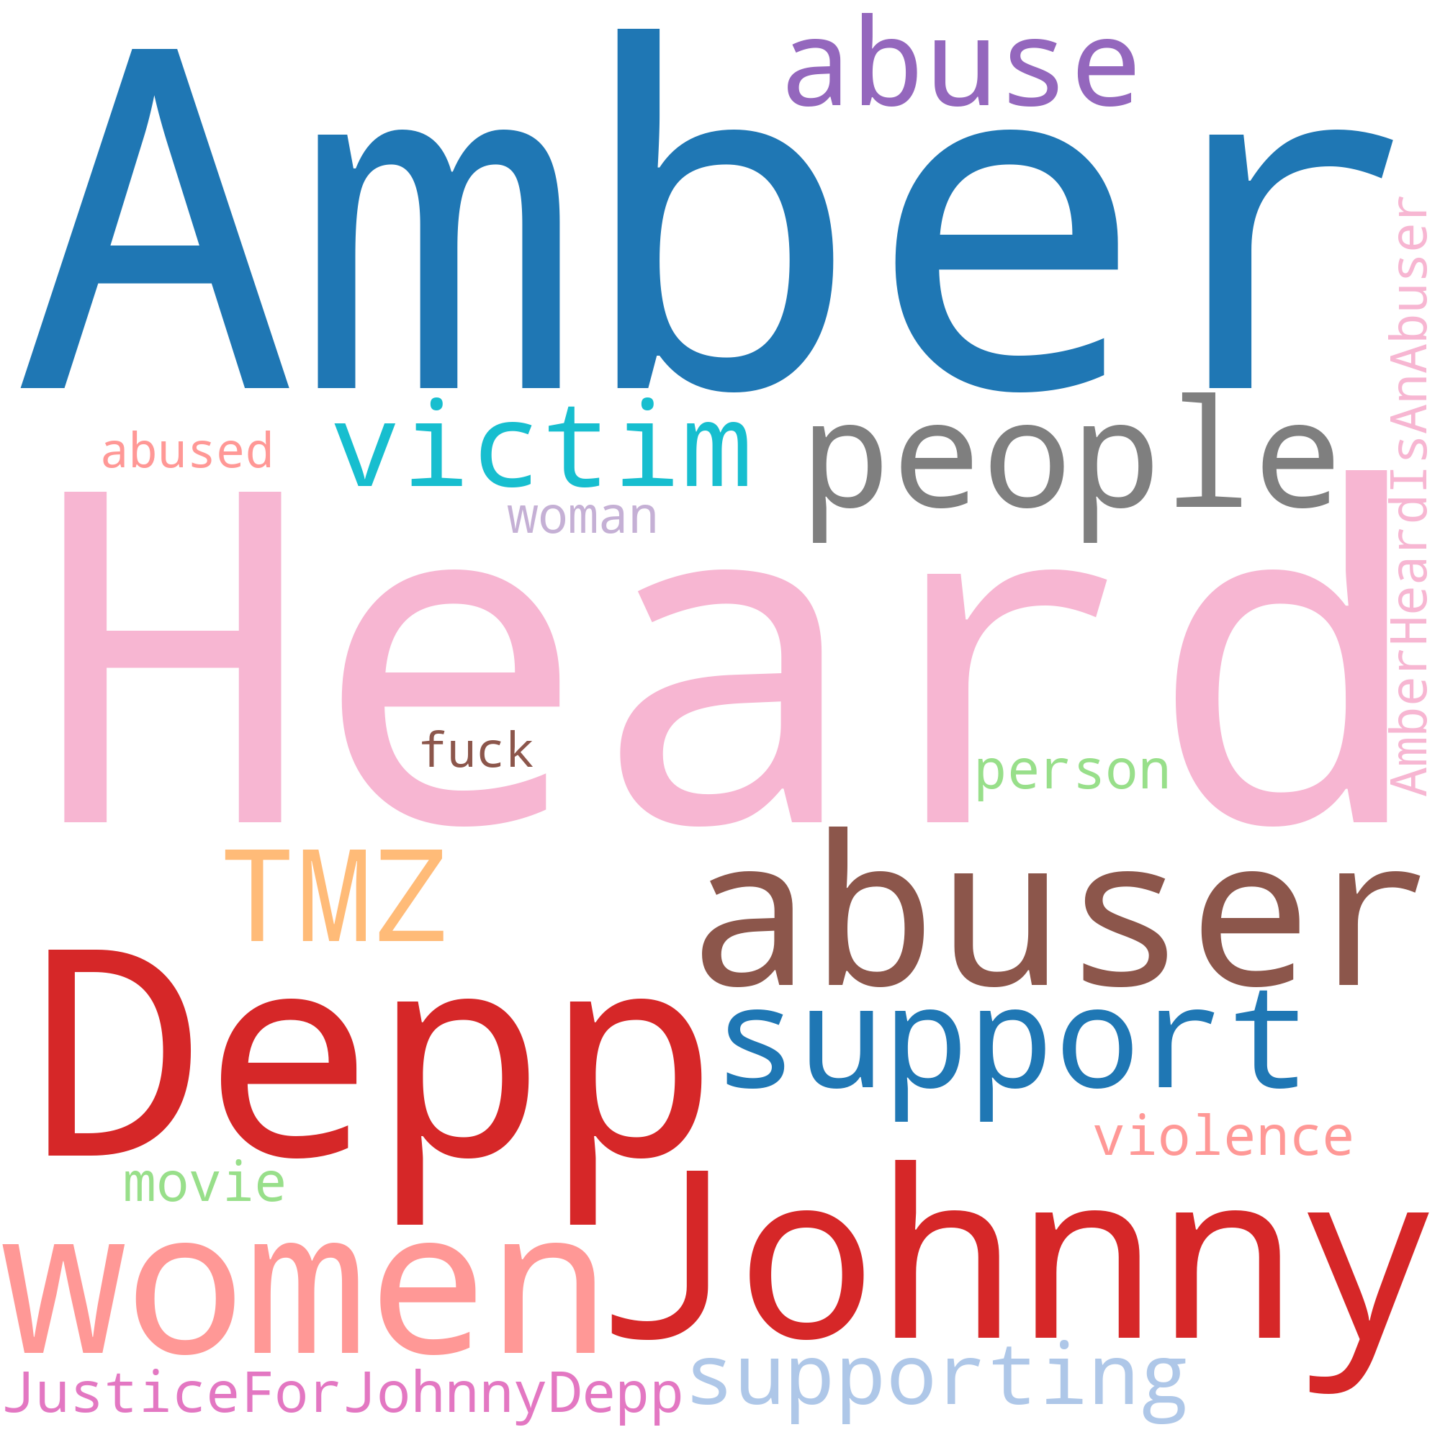 abuse
Amber
AmberHeardIsAnAbuser
victim
people
abused
woman
Heard
fuck
person
TMZ
abuser
Depp
support
violence
movie
Johnny
women
supporting
JusticeForJohnnyDepp